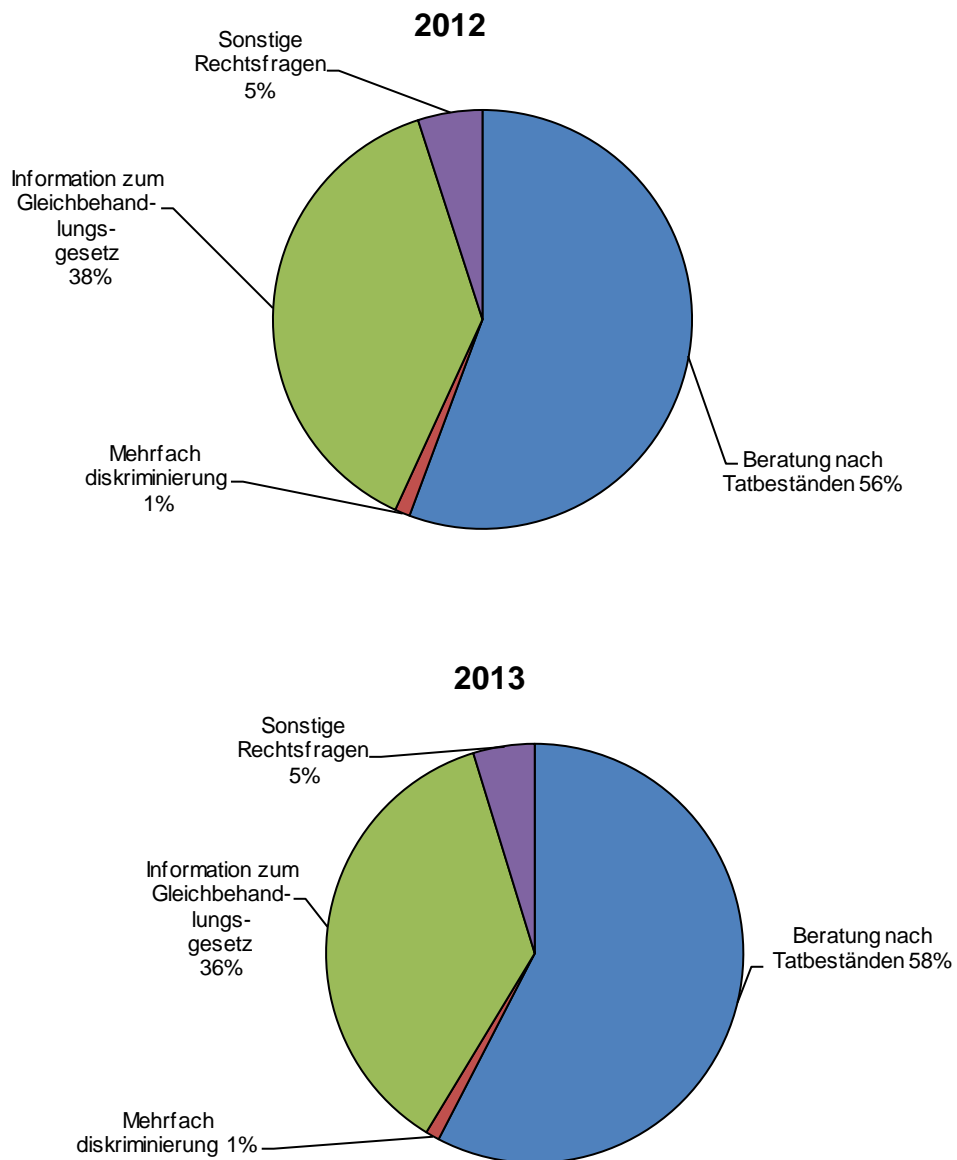 2012
Sonstige
Rechtsfragen
5%
Information zum
Gleichbehand-
lungs-
gesetz
38%
Mehrfach
diskriminierung
1%
Beratung nach
Tatbeständen 56%
2013
Sonstige
Rechtsfragen
5%
Information zum
Gleichbehand-
lungs-
gesetz
36%
Beratung nach
Tatbeständen 58%
Mehrfach
diskriminierung 1%